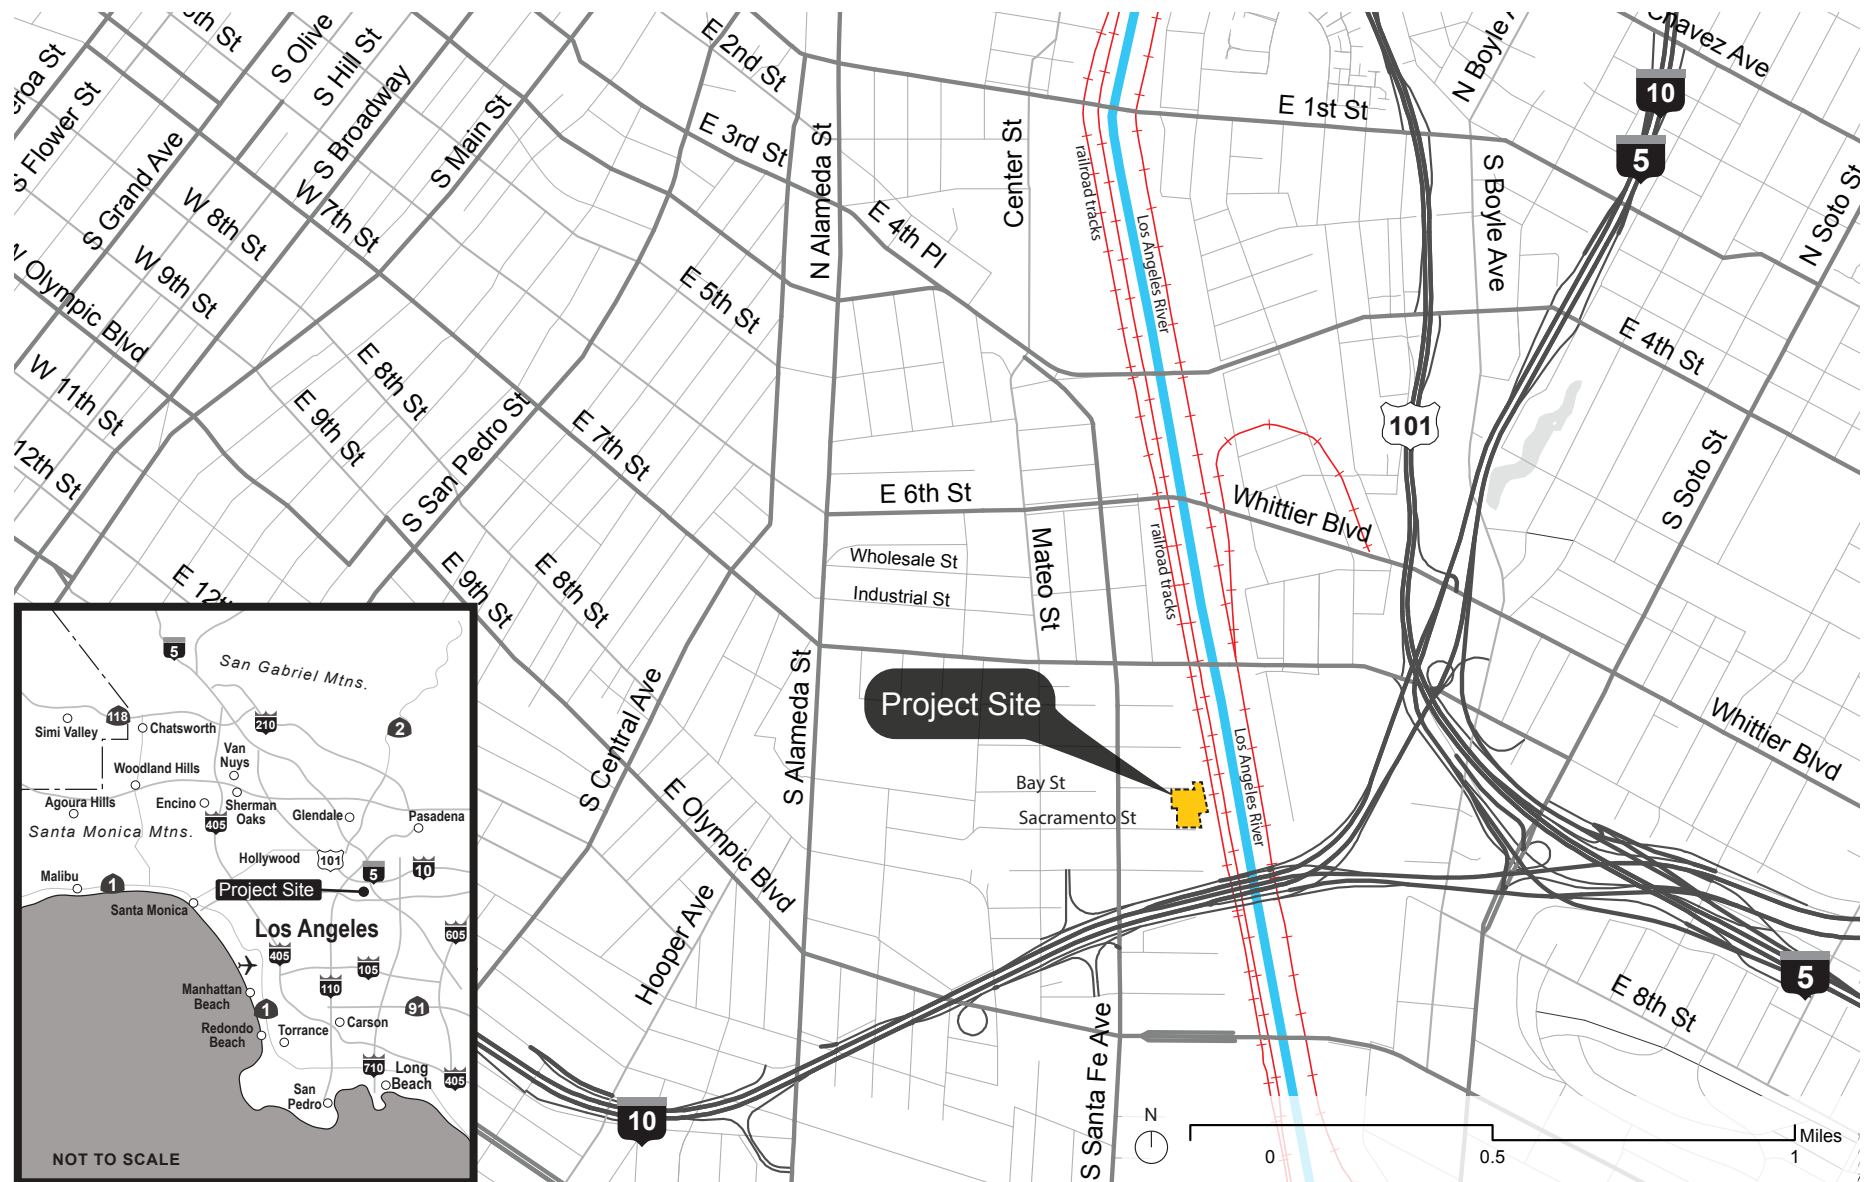 S Olive
S Hill St
S Broadway
S Main St
S Flower St
S Grand Ave
W 7th St
W 8th St
W 9th St
Olympic Blvd
W 11th St
12th St
E 2nd St
E 3rd St
N Alameda St
E 4th Pl
Center St
E 5th St
E 1st St
N Boyle
Chavez Ave
10
5
S Boyle Ave
N Soto St
railroad tracks
Los Angeles River
E 4th St
101
S Soto St
E 8th St
E 9th St
S San Pedro St
E 7th St
E 6th St
Whittier Blvd
Wholesale St
Industrial St
Mateo St
railroad tracks
E 9th St
E 8th St
S Central Ave
S Alameda St
Project Site
Los Angeles River
Whittier Blvd
Bay St
Sacramento St
E Olympic Blvd
Hooper Ave
S Santa Fe Ave
E 8th St
5
10
N
0
0.5
1
Miles
5
San Gabriel Mtns.
118
Simi Valley
Chatsworth
210
2
Van
Nuys
Woodland Hills
Agoura Hills
Encino
Sherman
Oaks
Glendale
Pasadena
405
Santa Monica Mtns.
Hollywood
101
5
10
Malibu
1
Project Site
Santa Monica
Los Angeles
605
405
105
110
Manhattan
Beach
1
91
Redondo
Beach
Torrance
Carson
710
Long
Beach
405
San
Pedro
NOT TO SCALE